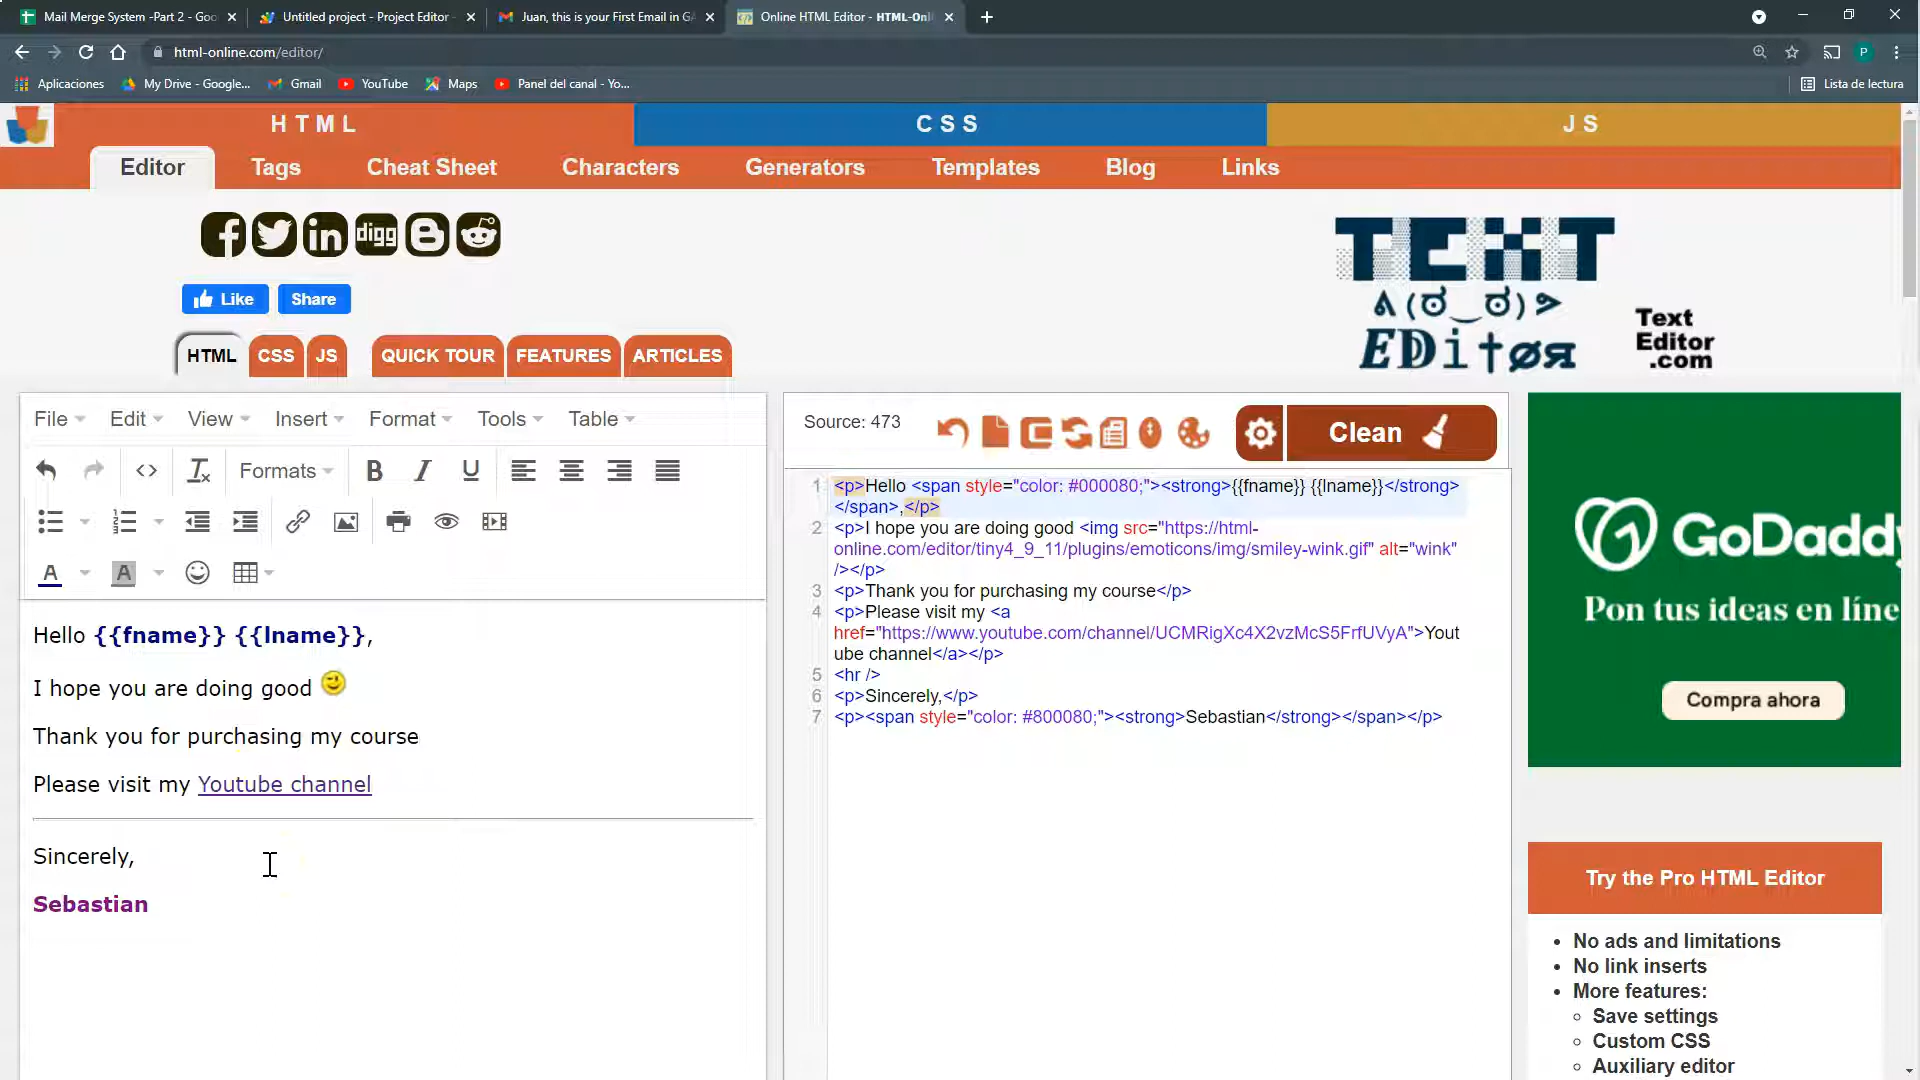 Mail Merge System -Part 2 - Goo
Untitled project - Project Editor -
Juan, this is your First Email in GA
Online HTML Editor - HTML-Onli
html-online.com/editor/
P
Aplicaciones
My Drive - Google...
Gmail
YouTube
Maps
Panel del canal - Yo...
Lista de lectura
HTML
CSS
JS
Editor
Tags
Cheat Sheet
Characters
Generators
Templates
Blog
Links
digg
Like
Share
TEXT
EDitøR
Text
Editor
.com
HTML
CSS
JS
QUICK TOUR
FEATURES
ARTICLES
File
Edit
View
Insert
Format
Tools
Table
Formats
B
I
U
A
A
Hello {{fname}} {{lname}},
I hope you are doing good
Thank you for purchasing my course
Please visit my Youtube channel
Sincerely,
Sebastian
Source: 473
Clean
1 <p>Hello <span style="color: #000080;"><strong>{{fname}} {{lname}}</strong>
</span>,</p>
2 <p>I hope you are doing good <img src="https://html-
online.com/editor/tiny4_9_11/plugins/emoticons/img/smiley-wink.gif" alt="wink"
/></p>
3 <p>Thank you for purchasing my course</p>
4 <p>Please visit my <a
href="https://www.youtube.com/channel/UCMRigXc4X2vzMcS5FrfUVyA">Yout
ube channel</a></p>
5 <hr />
6 <p>Sincerely,</p>
7 <p><span style="color: #800080;"><strong>Sebastian</strong></span></p>
GoDaddy
Pon tus ideas en líne
Compra ahora
Try the Pro HTML Editor
No ads and limitations
No link inserts
More features:
Save settings
Custom CSS
Auxiliary editor